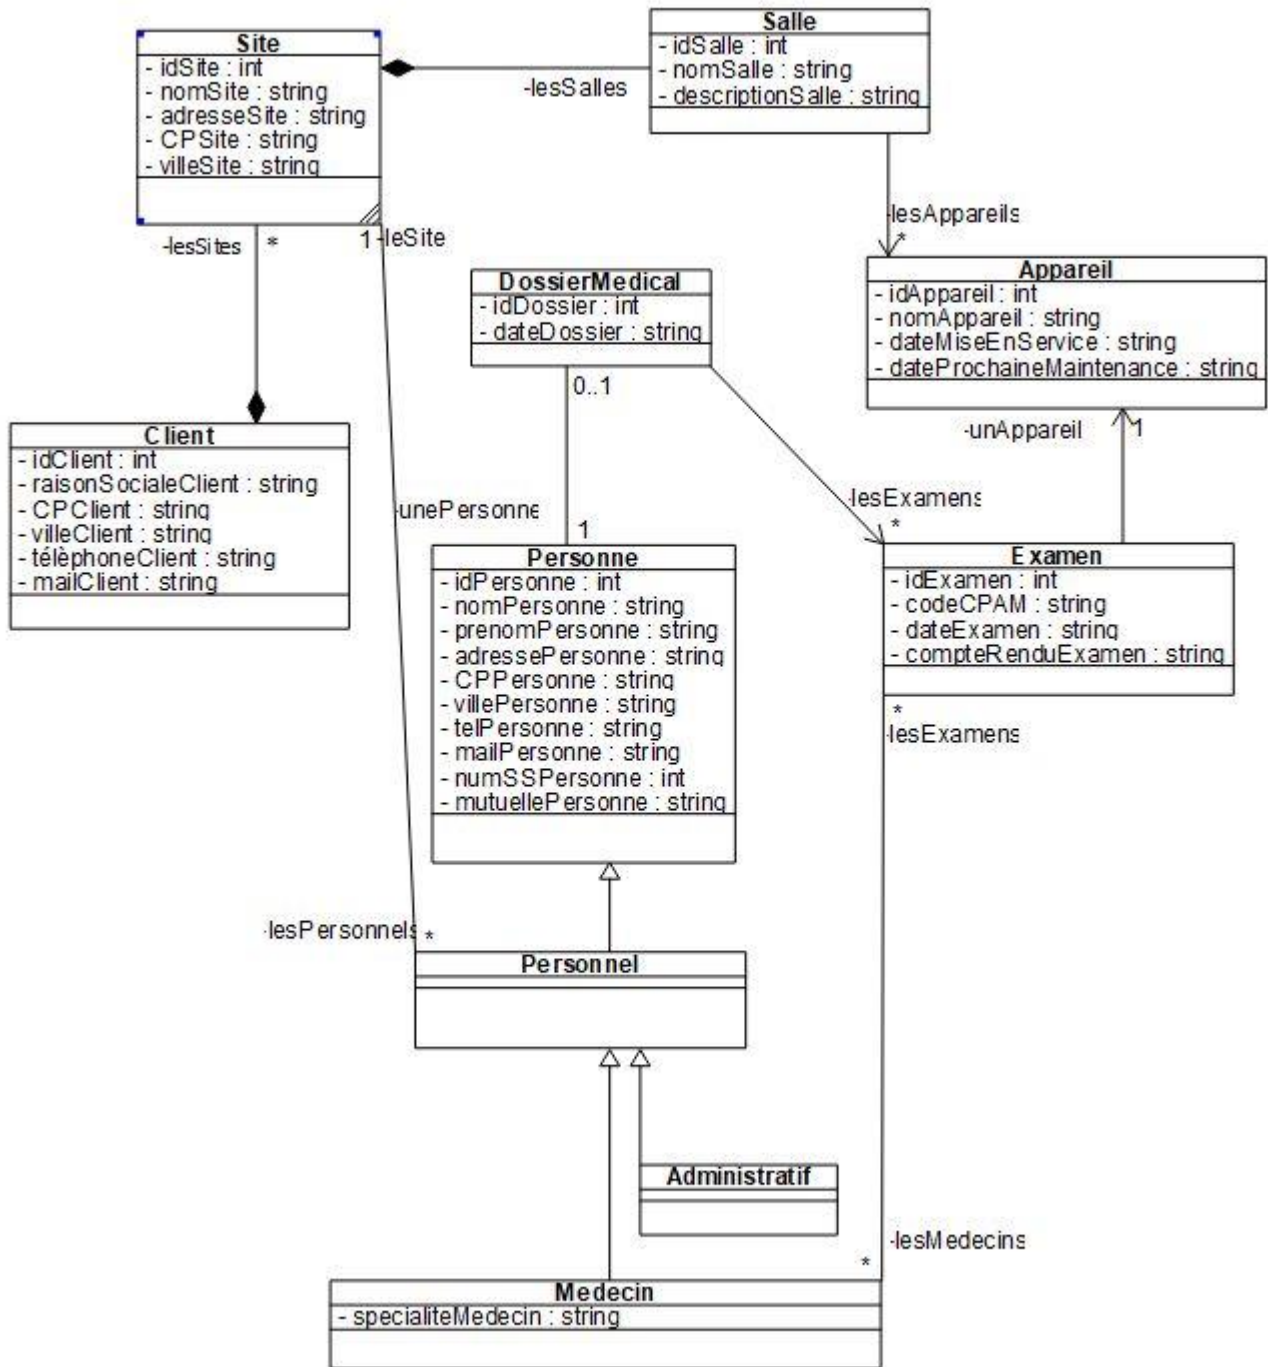 Salle
- idSalle : int
- nomSalle : string
- descriptionSalle : string
Site
- idSite : int
- nomSite : string
- adresseSite : string
- CPSite : string
- villeSite : string
-lesSalles
-lesSites
*
1
-leSite
-lesAppareils
*
DossierMedical
- idDossier : int
- dateDossier : string
0..1
Appareil
- idAppareil : int
- nomAppareil : string
- dateMiseEnService : string
- dateProchaineMaintenance : string
-unAppareil
1
Client
- idClient : int
- raisonSocialeClient : string
- CPClient : string
- villeClient : string
- télèphoneClient : string
- mailClient : string
-unePersonne
1
-lesExamens
*
Personne
- idPersonne : int
- nomPersonne : string
- prenomPersonne : string
- adressePersonne : string
- CPPersonne : string
- villePersonne : string
- telPersonne : string
- mailPersonne : string
- numSSPersonne : int
- mutuellePersonne : string
Examen
- idExamen : int
- codeCPAM : string
- dateExamen : string
- compteRenduExamen : string
*
-lesExamens
-lesPersonnels
*
Personnel
Administratif
-lesMedecins
*
Medecin
- specialiteMedecin : string